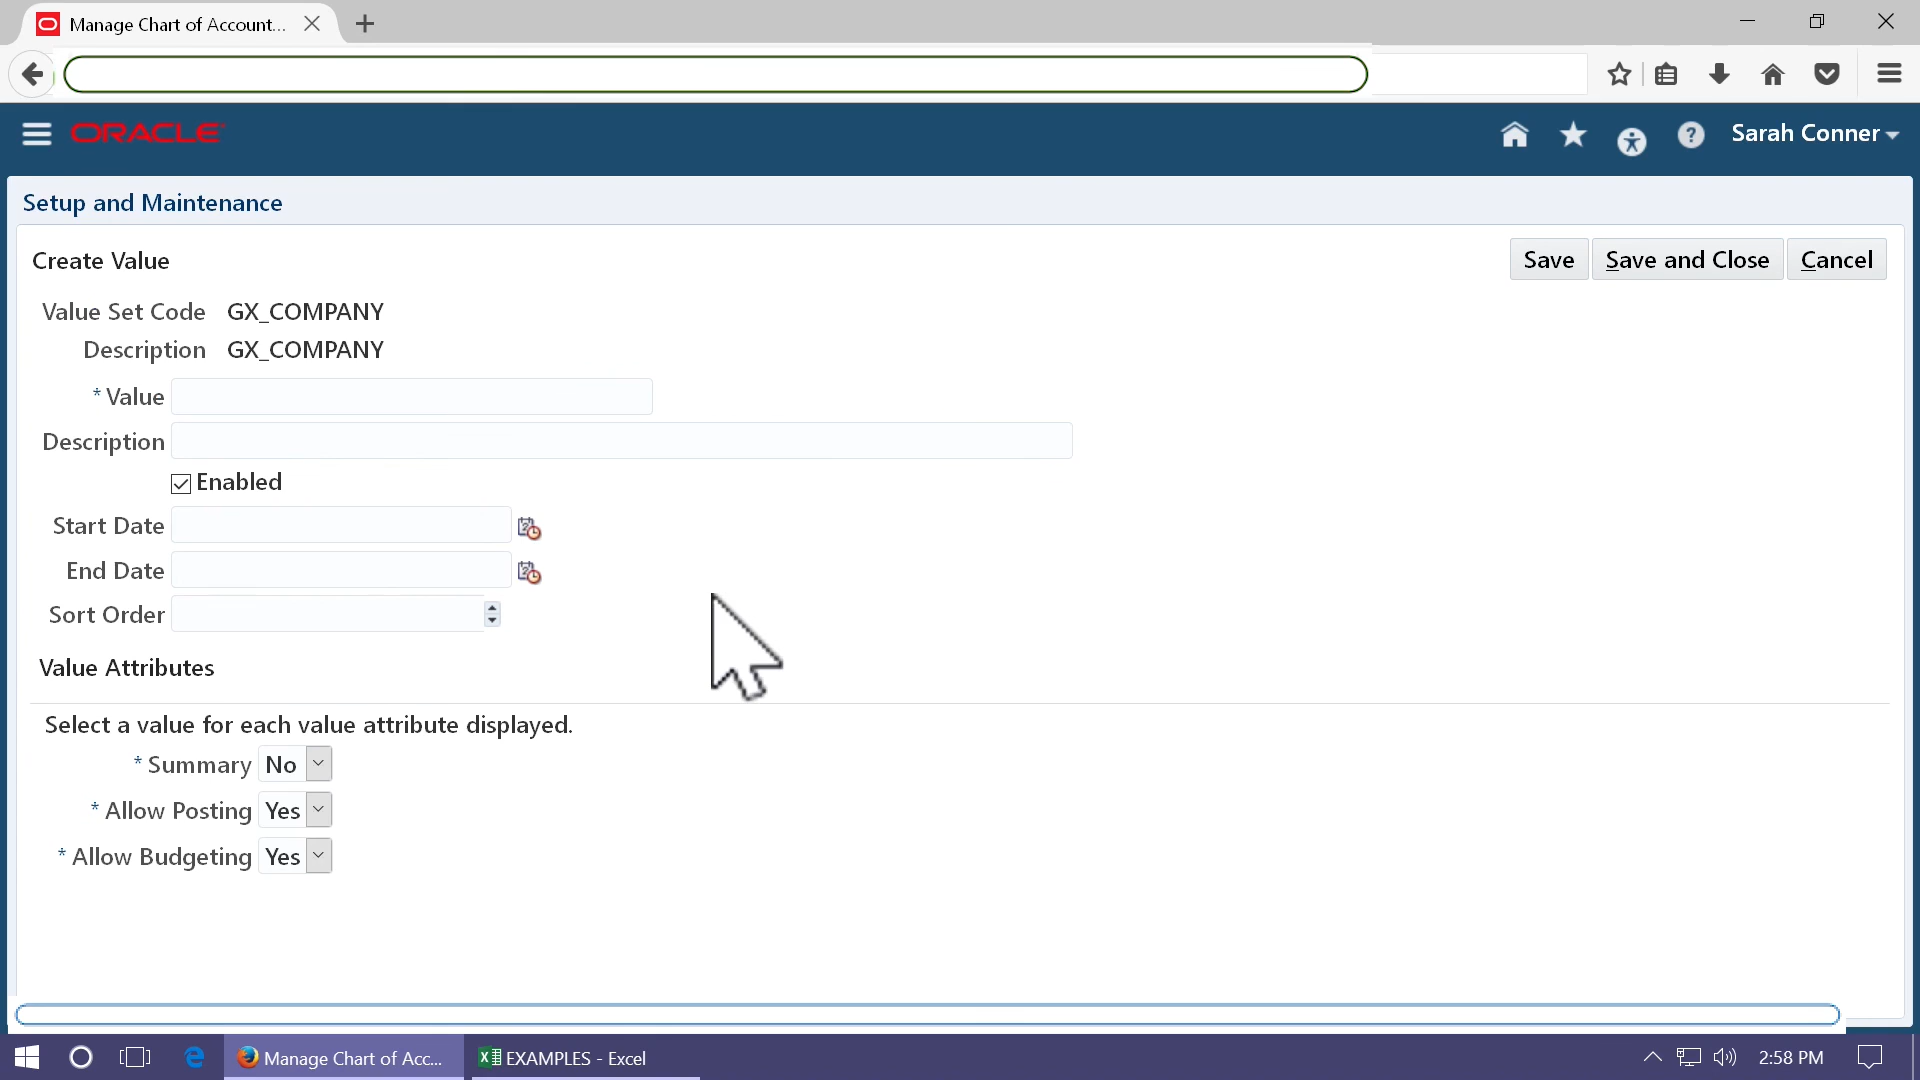 Manage Chart of Account...
ORACLE
Sarah Conner
Setup and Maintenance
Create Value
Save
Save and Close
Cancel
Value Set Code GX_COMPANY
Description GX_COMPANY
* Value
Description
Enabled
Start Date
End Date
Sort Order
Value Attributes
Select a value for each value attribute displayed.
* Summary No
* Allow Posting Yes
* Allow Budgeting Yes
Manage Chart of Acc...
EXAMPLES - Excel
2:58 PM